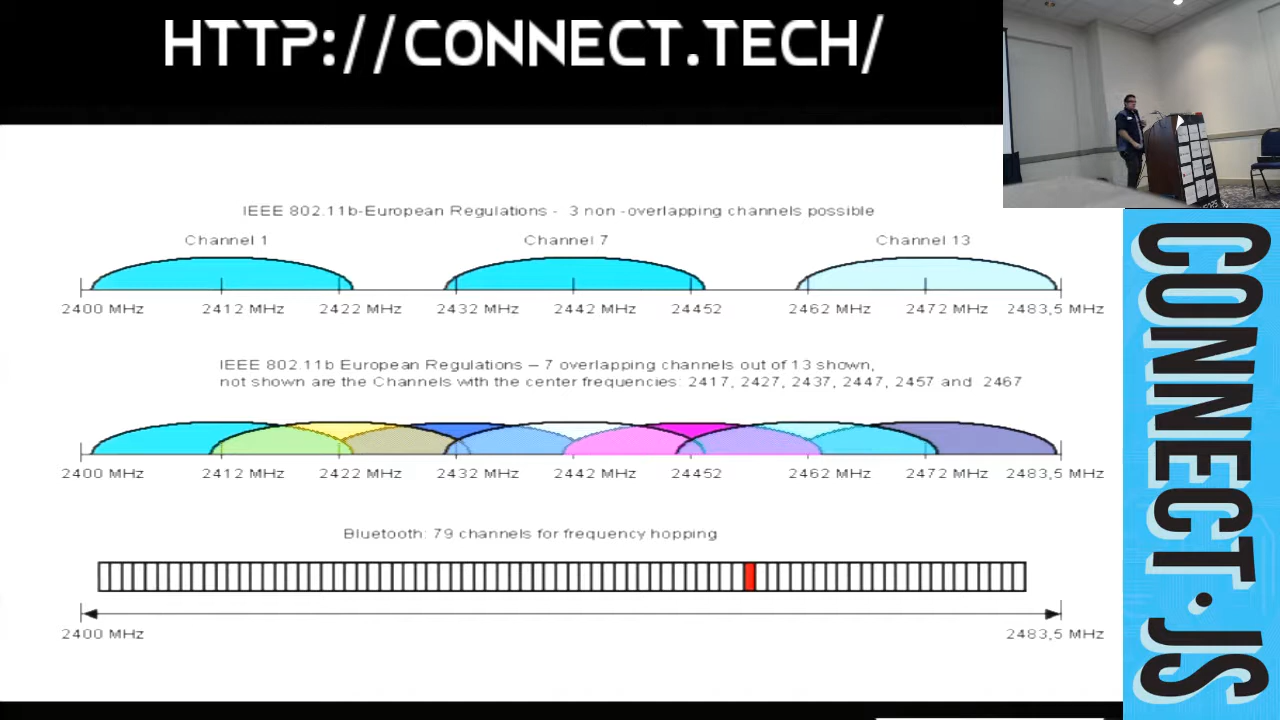 HTTP://CONNECT.TECH/
IEEE 802.11b-European Regulations - 3 non -overlapping channels possible
Channel 1 Channel 7 Channel 13
2400 MHz 2412 MHz 2422 MHz 2432 MHz 2442 MHz 24452 2462 MHz 2472 MHz 2483,5 MHz
IEEE 802.11b European Regulations – 7 overlapping channels out of 13 shown,
not shown are the Channels with the center frequencies: 2417, 2427, 2437, 2447, 2457 and 2467
2400 MHz 2412 MHz 2422 MHz 2432 MHz 2442 MHz 24452 2462 MHz 2472 MHz 2483,5 MHz
Bluetooth: 79 channels for frequency hopping
2400 MHz 2483,5 MHz
CONNECT.JS